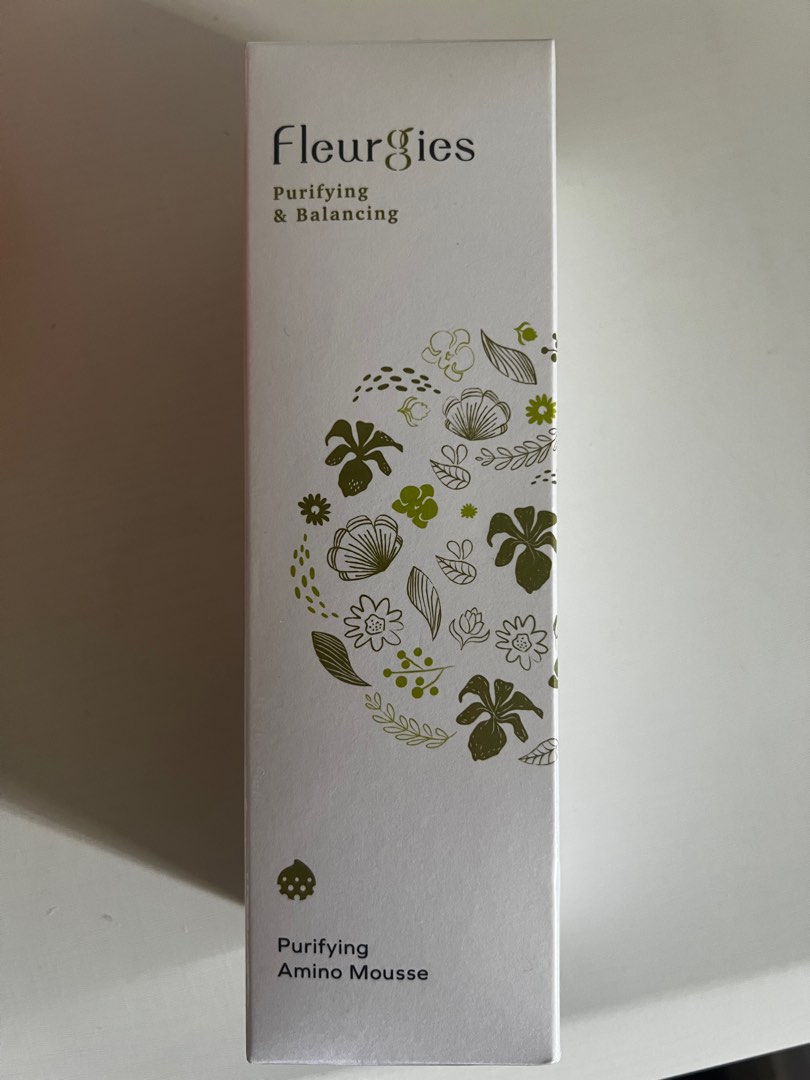 Fleurgies
Purifying
& Balancing
Purifying
Amino Mousse